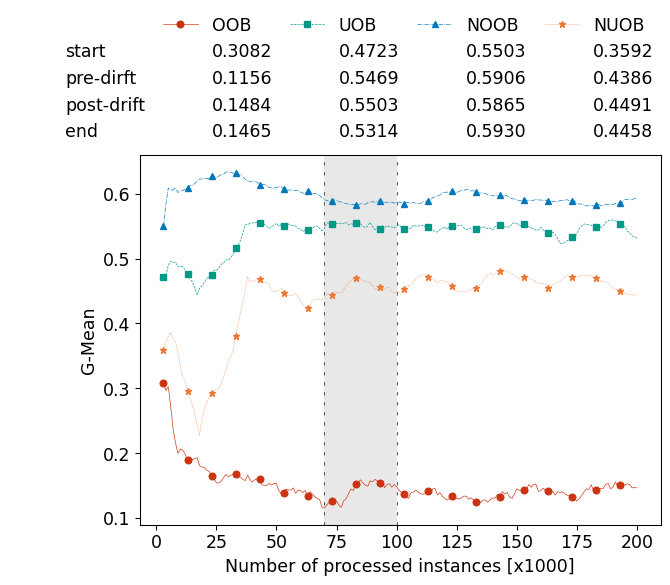 OOB UOB NOOB NUOB
start 0.3082 0.4723 0.5503 0.3592
pre-dirft 0.1156 0.5469 0.5906 0.4386
post-drift 0.1484 0.5503 0.5865 0.4491
end 0.1465 0.5314 0.5930 0.4458
0.6
0.5
0.4
0.3
0.2
0.1
G-Mean
0 25 50 75 100 125 150 175 200
Number of processed instances [x1000]